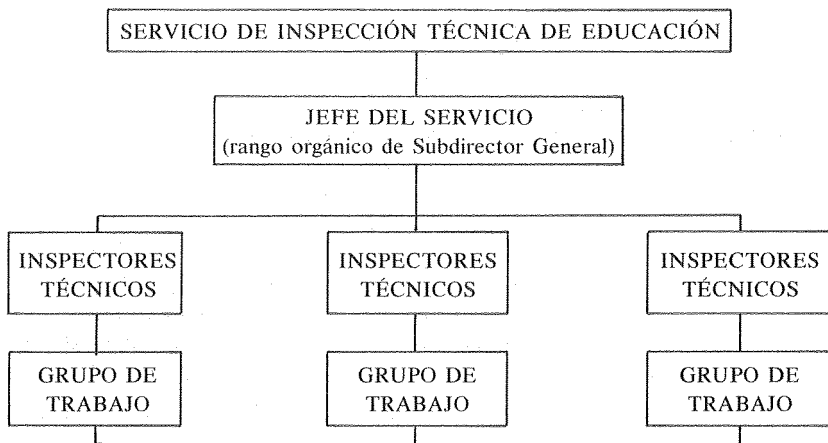 SERVICIO DE INSPECCIÓN TÉCNICA DE EDUCACIÓN
JEFE DEL SERVICIO
(rango orgánico de Subdirector General)
INSPECTORES
TÉCNICOS
INSPECTORES
TÉCNICOS
INSPECTORES
TÉCNICOS
GRUPO DE
TRABAJO
GRUPO DE
TRABAJO
GRUPO DE
TRABAJO